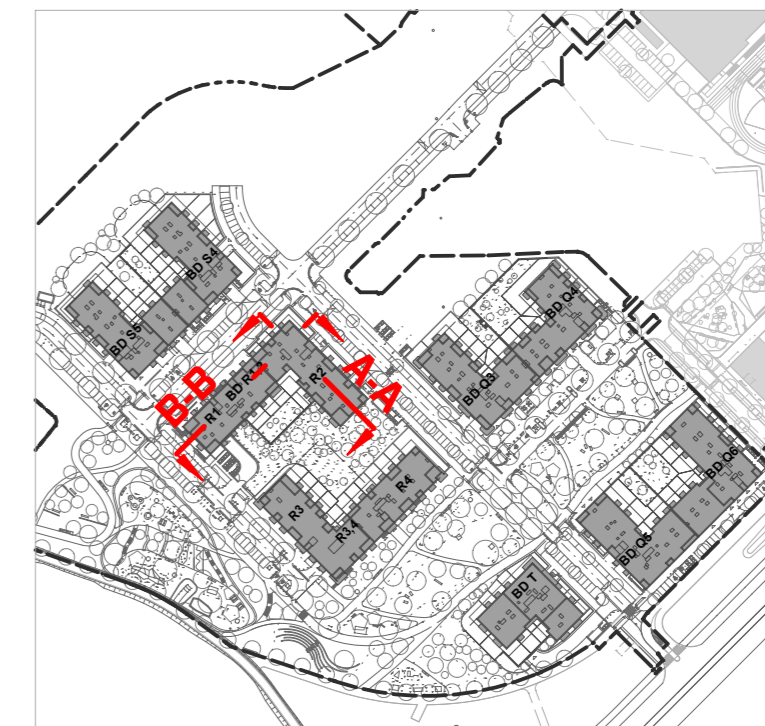 BD S4
BD S5
BD Q4
BD Q3
B-B
A-A
R1
BD R1,2
R2
R3
R3,4
R4
BD Q6
BD Q5
BD T